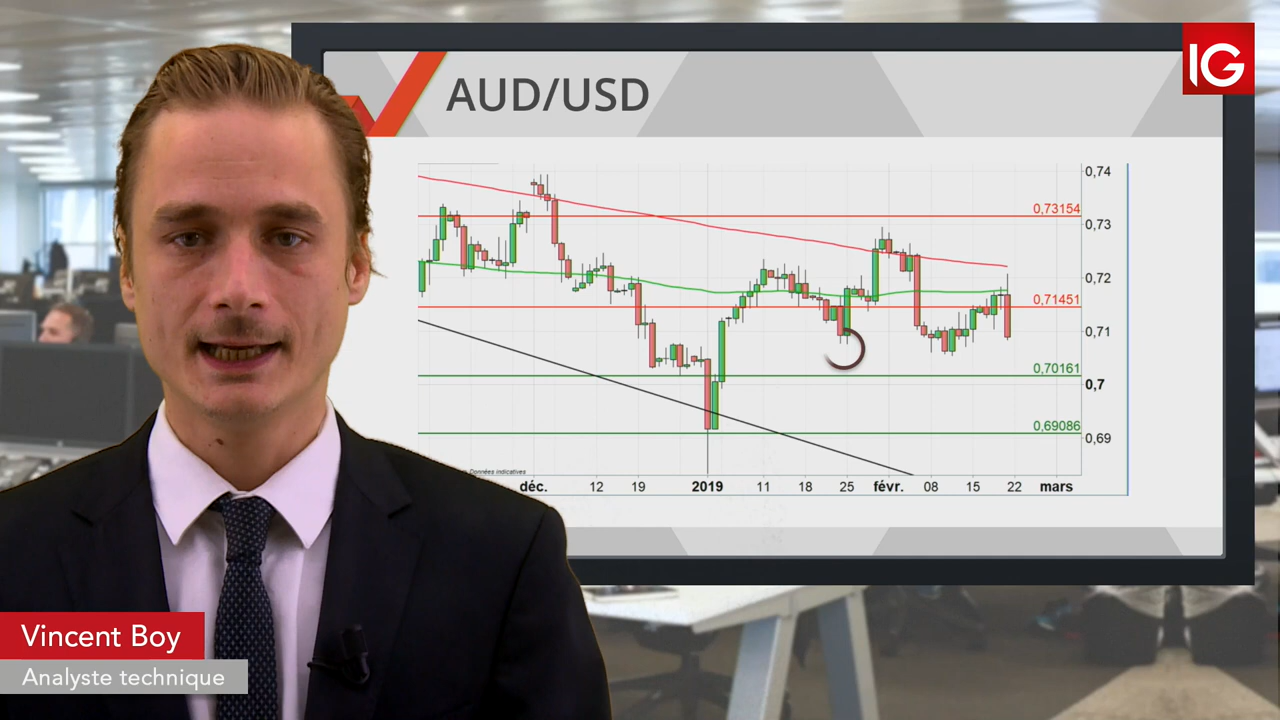 IG
AUD/USD
0,74
0,73154
0,73
0,72
0,71451
0,71
0,70161
0,7
0,69086
0,69
Données indicatives
déc. 12 19 2019 11 18 25 févr. 08 15 22 mars
Vincent Boy
Analyste technique